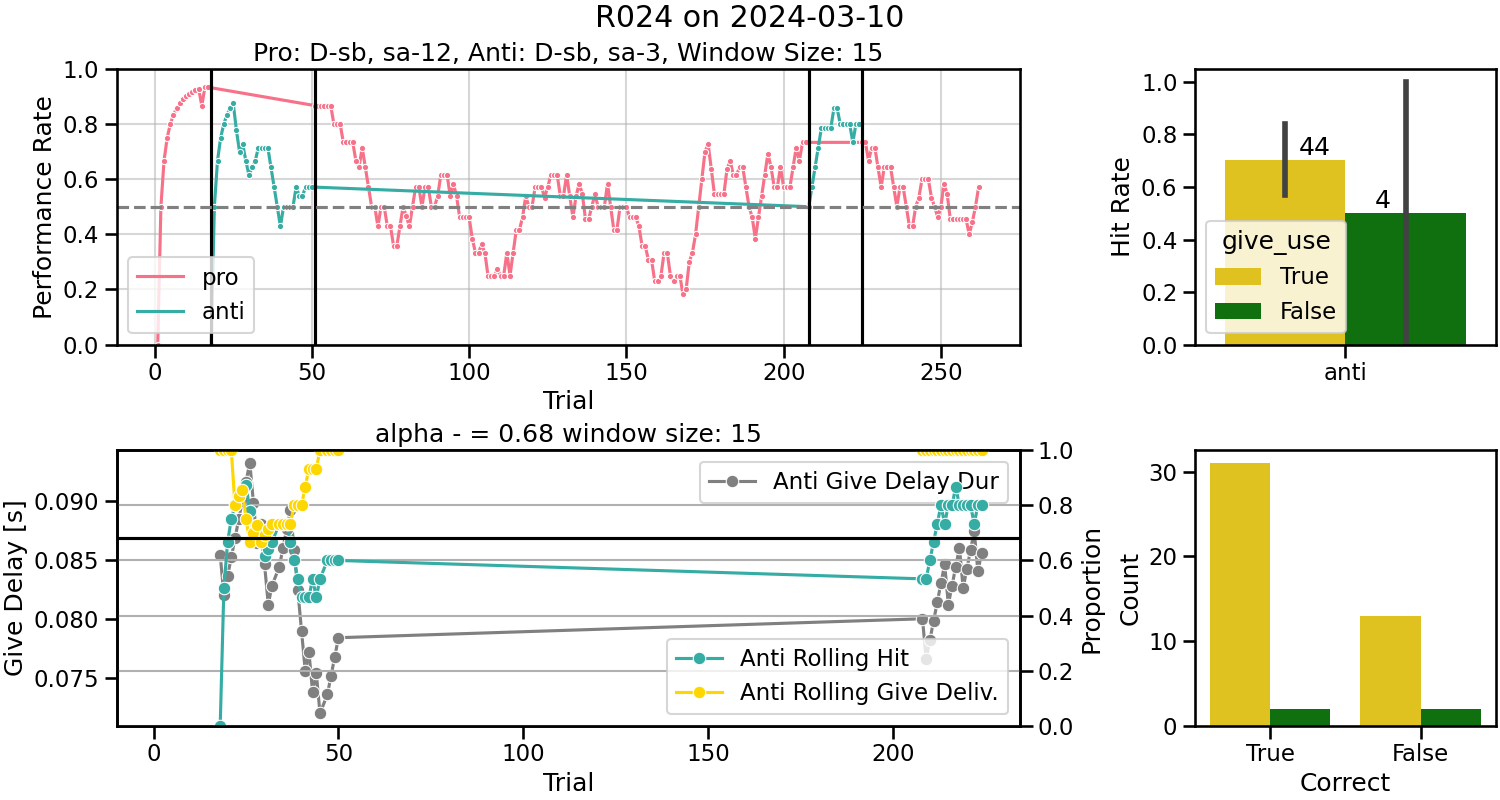 R024 on 2024-03-10
Pro: D-sb, sa-12, Anti: D-sb, sa-3, Window Size: 15
Performance Rate
1.0
0.8
0.6
0.4
0.2
0.0
pro
anti
0
50
100
150
200
250
Trial
Hit Rate
1.0
0.8
0.6
0.4
0.2
0.0
44
4
give_use
True
False
anti
alpha - = 0.68 window size: 15
Give Delay [s]
0.090
0.085
0.080
0.075
Anti Give Delay Dur
Anti Rolling Hit
Anti Rolling Give Deliv.
1.0
0.8
0.6
0.4
0.2
0.0
Proportion
0
50
100
150
200
Trial
Count
30
20
10
0
True
False
Correct